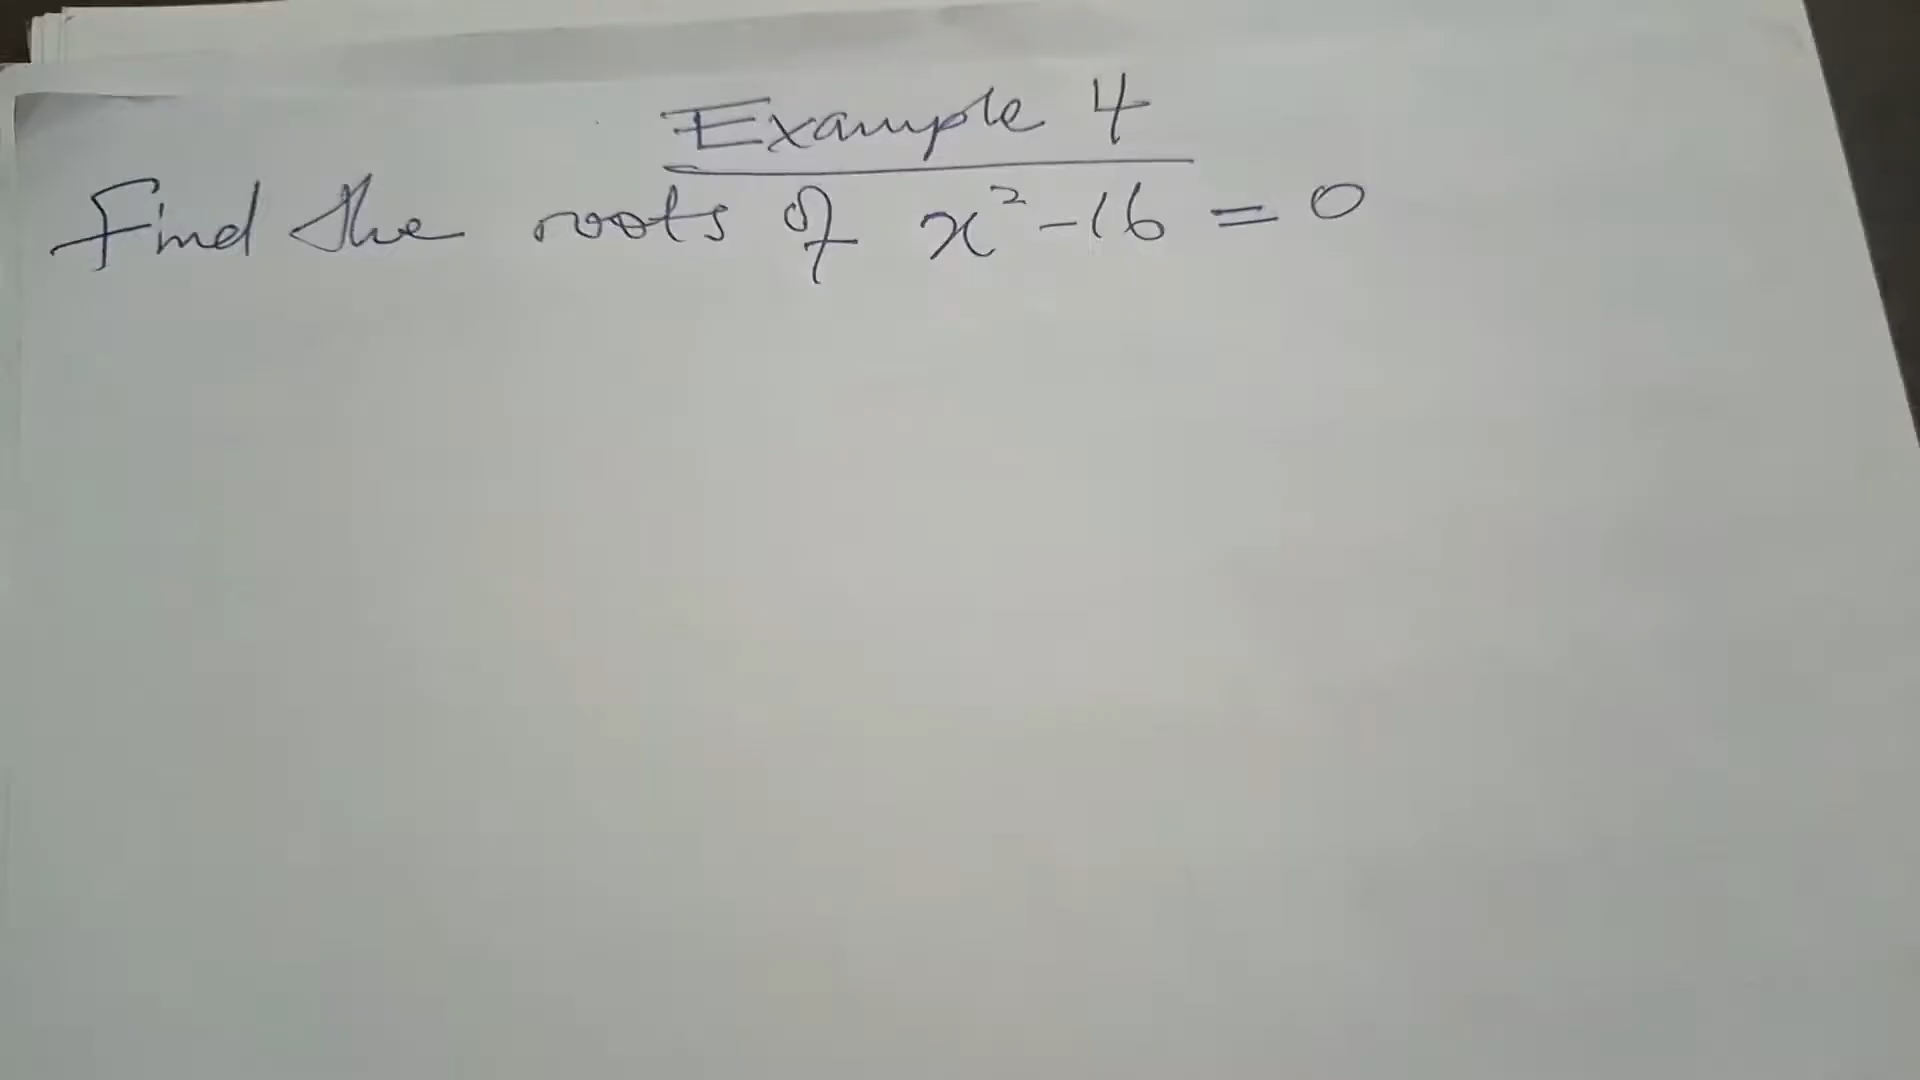 Example 4
Find the roots of x² - 16 = 0